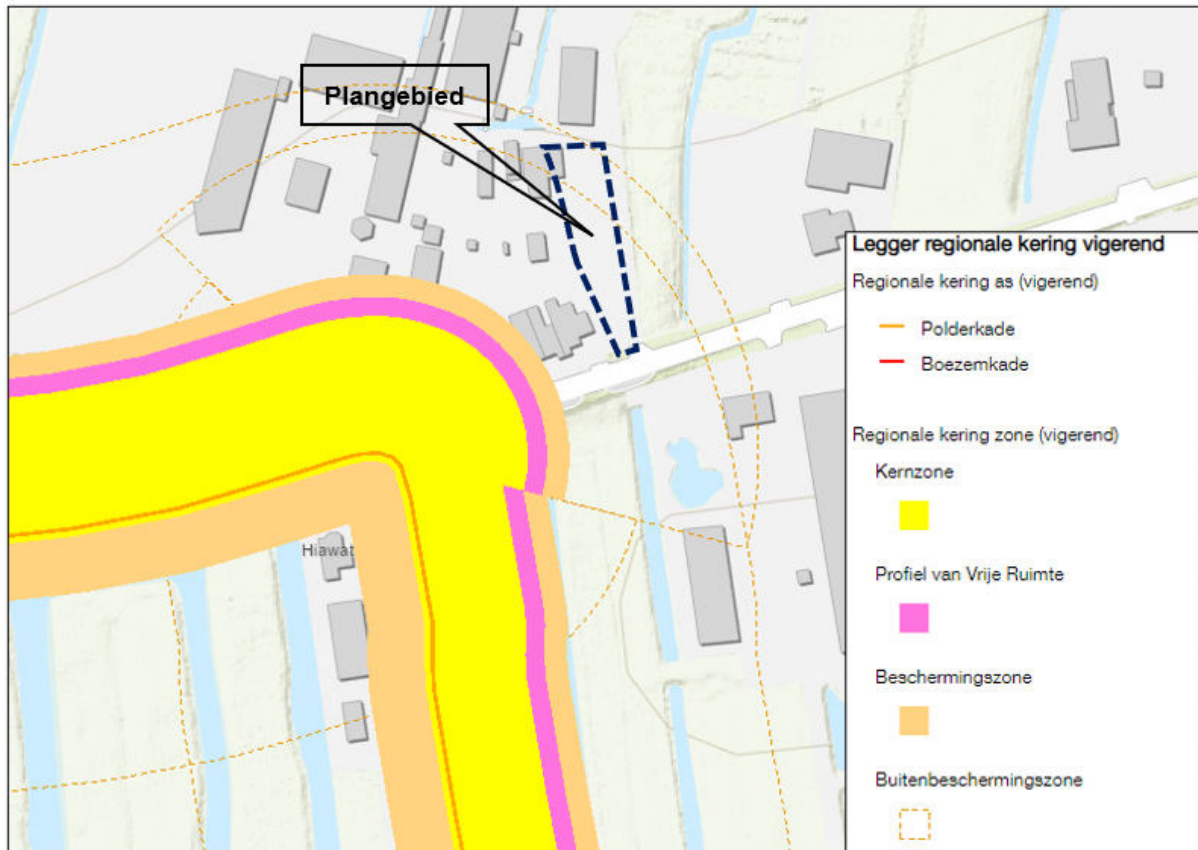 Plangebied
Hiawat
Legger regionale kering vigerend
Regionale kering as (vigerend)
Polderkade
Boezemkade
Regionale kering zone (vigerend)
Kernzone
Profiel van Vrije Ruimte
Beschermingszone
Buitenbeschermingszone